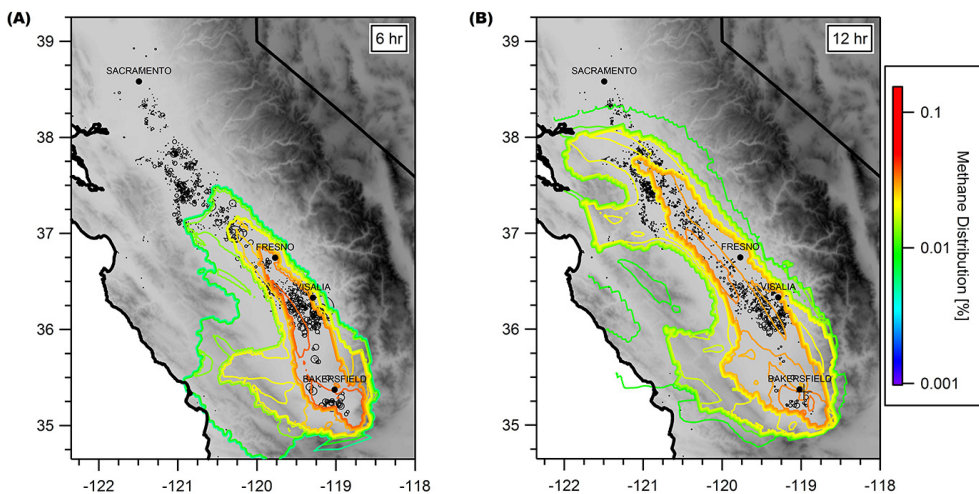 (A)
6 hr
39
38
37
36
35
SACRAMENTO
FRESNO
VISALIA
BAKERSFIELD
-122
-121
-120
-119
-118
(B)
12 hr
39
38
37
36
35
SACRAMENTO
FRESNO
VISALIA
BAKERSFIELD
-122
-121
-120
-119
-118
0.1
0.01
0.001
Methane Distribution [%]